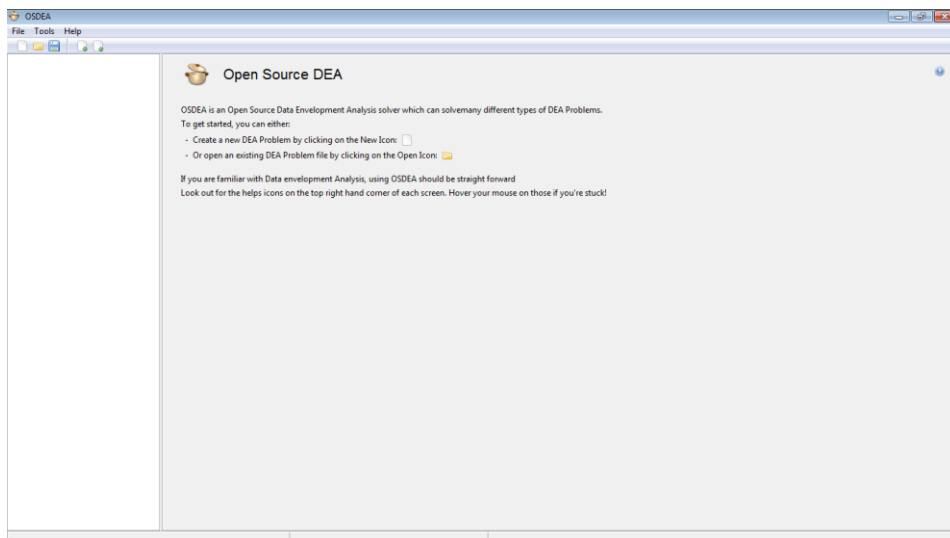 OSDEA
File Tools Help
Open Source DEA
OSDEA is an Open Source Data Envelopment Analysis solver which can solvemany different types of DEA Problems.
To get started, you can either:
- Create a new DEA Problem by clicking on the New Icon:
- Or open an existing DEA Problem file by clicking on the Open Icon:
If you are familiar with Data envelopment Analysis, using OSDEA should be straight forward
Look out for the helps icons on the top right hand corner of each screen. Hover your mouse on those if you're stuck!